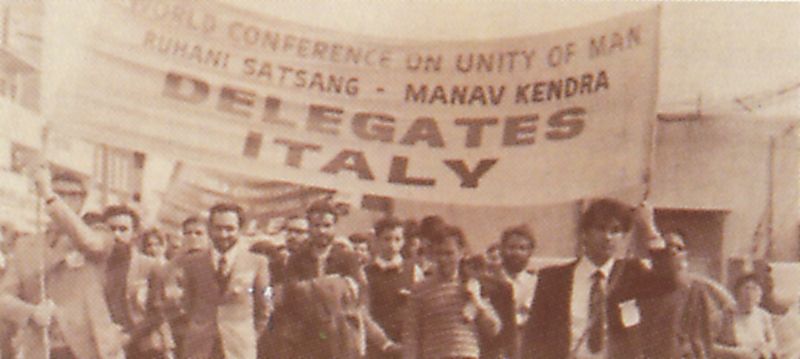 WORLD CONFERENCE ON UNITY OF MAN
RUHANI SATSANG - MANAV KENDRA
DELEGATES
ITALY